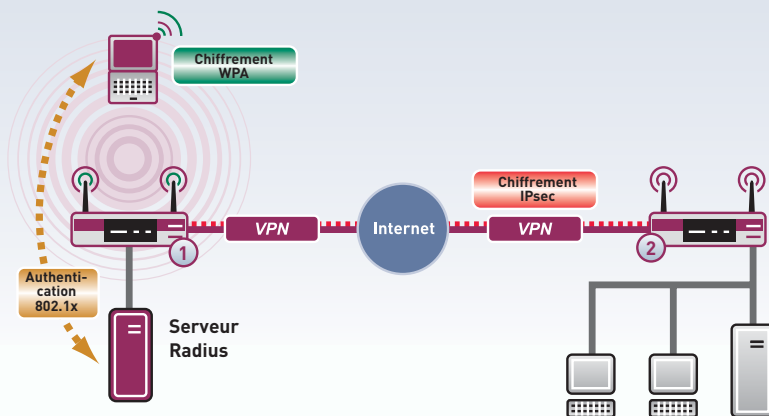 Chiffrement
WPA
Chiffrement
IPsec
VPN
Internet
VPN
1
2
Authenti-
cation
802.1x
Serveur
Radius